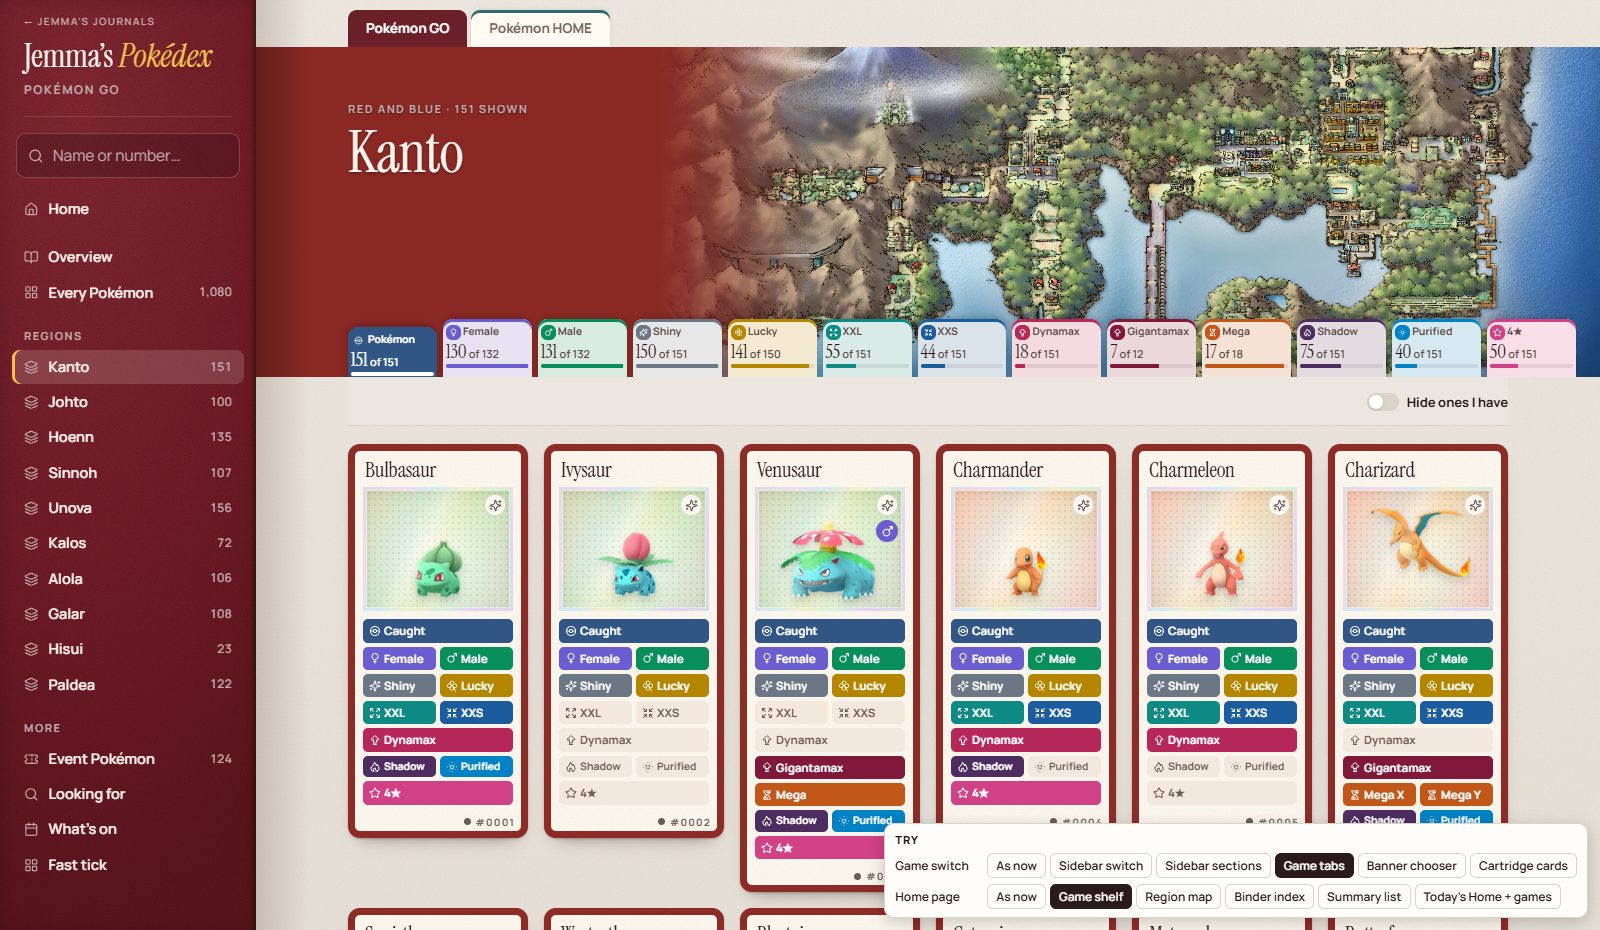 ← JEMMA'S JOURNALS
Jemma's Pokédex
POKÉMON GO
Name or number...
Home
Overview
Every Pokémon 1,080
REGIONS
Kanto 151
Johto 100
Hoenn 135
Sinnoh 107
Unova 156
Kalos 72
Alola 106
Galar 108
Hisui 23
Paldea 122
MORE
Event Pokémon 124
Looking for
What's on
Fast tick
Pokémon GO Pokémon HOME
RED AND BLUE · 151 SHOWN
Kanto
Pokémon 151 of 151
Female 130 of 132
Male 131 of 132
Shiny 150 of 151
Lucky 141 of 150
XXL 55 of 151
XXS 44 of 151
Dynamax 18 of 151
Gigantamax 7 of 12
Mega 17 of 18
Shadow 75 of 151
Purified 40 of 151
4★ 50 of 151
Hide ones I have
Bulbasaur
Caught
Female Male
Shiny Lucky
XXL XXS
Dynamax
Shadow Purified
4★
#0001
Ivysaur
Caught
Female Male
Shiny Lucky
XXL XXS
Dynamax
Shadow Purified
4★
#0002
Venusaur
Caught
Female Male
Shiny Lucky
XXL XXS
Dynamax
Gigantamax
Mega
Shadow Purified
4★
Charmander
Caught
Female Male
Shiny Lucky
XXL XXS
Dynamax
Shadow Purified
4★
#0004
Charmeleon
Caught
Female Male
Shiny Lucky
XXL XXS
Dynamax
Shadow Purified
4★
#0005
Charizard
Caught
Female Male
Shiny Lucky
XXL XXS
Dynamax
Gigantamax
Mega X Mega Y
Shadow Purified
TRY
Game switch As now Sidebar switch Sidebar sections Game tabs Banner chooser Cartridge cards
Home page As now Game shelf Region map Binder index Summary list Today's Home + games